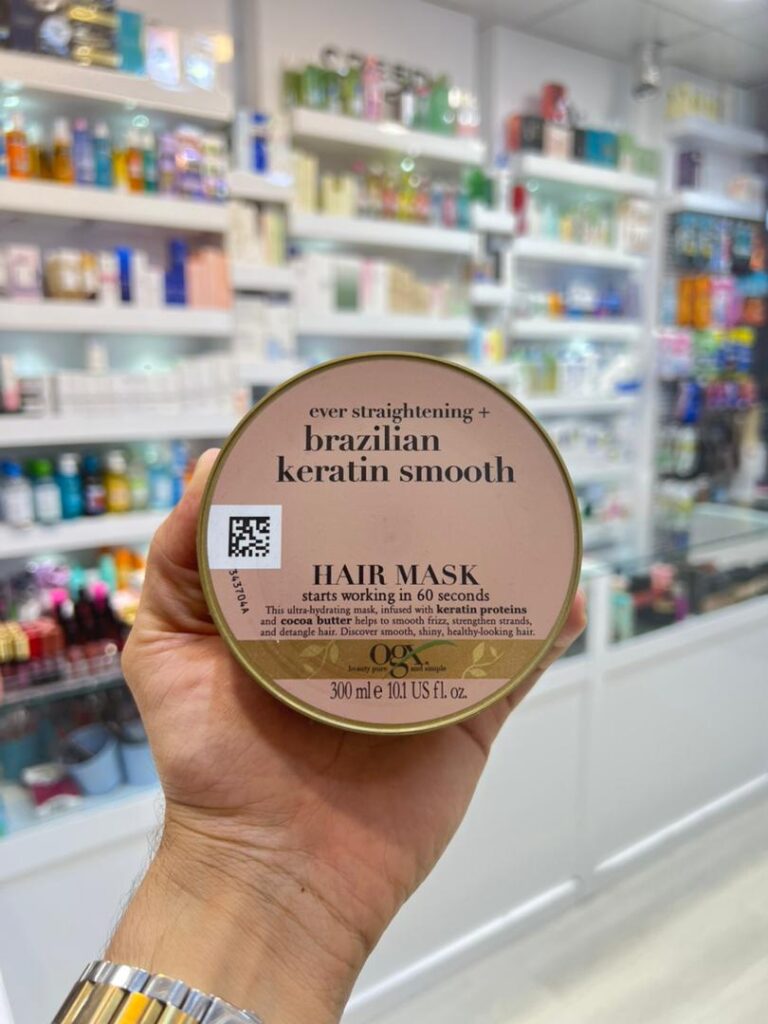 ever straightening +
brazilian
keratin smooth
343704A
HAIR MASK
starts working in 60 seconds
This ultra-hydrating mask, infused with keratin proteins
and cocoa butter helps to smooth frizz, strengthen strands,
and detangle hair. Discover smooth, shiny, healthy-looking hair.
ogx
beauty pure and simple
300 ml e 10.1 US fl. oz.